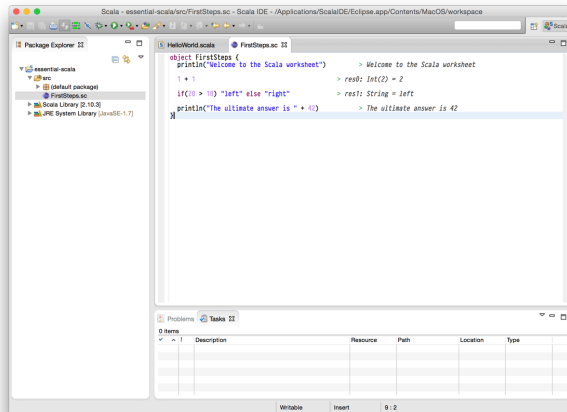 Scala - essential-scala/src/FirstSteps.sc - Scala IDE - /Applications/ScalaIDE/Eclipse.app/Contents/MacOS/workspace
Scala
Package Explorer
essential-scala
src
(default package)
FirstSteps.sc
Scala Library [2.10.3]
JRE System Library [JavaSE-1.7]
HelloWorld.scala FirstSteps.sc
object FirstSteps {
println("Welcome to the Scala worksheet") > Welcome to the Scala worksheet
1 + 1 > res0: Int(2) = 2
if(20 > 10) "left" else "right" > res1: String = left
println("The ultimate answer is " + 42) > The ultimate answer is 42
}
Problems Tasks
0 items
! Description Resource Path Location Type
Writable Insert 9 : 2